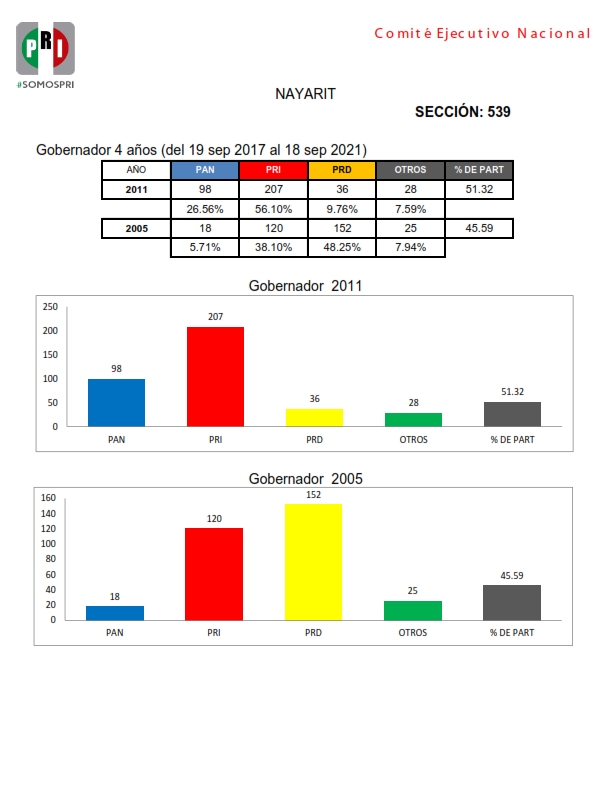 Comité Ejecutivo Nacional
PRI
#SOMOSPRI
NAYARIT
SECCIÓN: 539
Gobernador 4 años (del 19 sep 2017 al 18 sep 2021)
AÑO PAN PRI PRD OTROS % DE PART
2011 98 207 36 28 51.32
26.56% 56.10% 9.76% 7.59%
2005 18 120 152 25 45.59
5.71% 38.10% 48.25% 7.94%
Gobernador 2011
250
200
150
100
50
0
98
207
36
28
51.32
PAN PRI PRD OTROS % DE PART
Gobernador 2005
160
140
120
100
80
60
40
20
0
18
120
152
25
45.59
PAN PRI PRD OTROS % DE PART